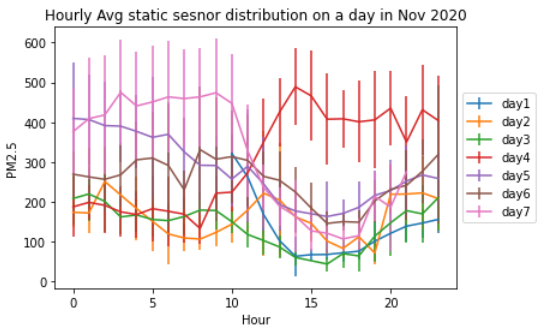 Hourly Avg static sesnor distribution on a day in Nov 2020
600
500
400
300
200
100
0
PM2.5
0
5
10
15
20
Hour
day1
day2
day3
day4
day5
day6
day7